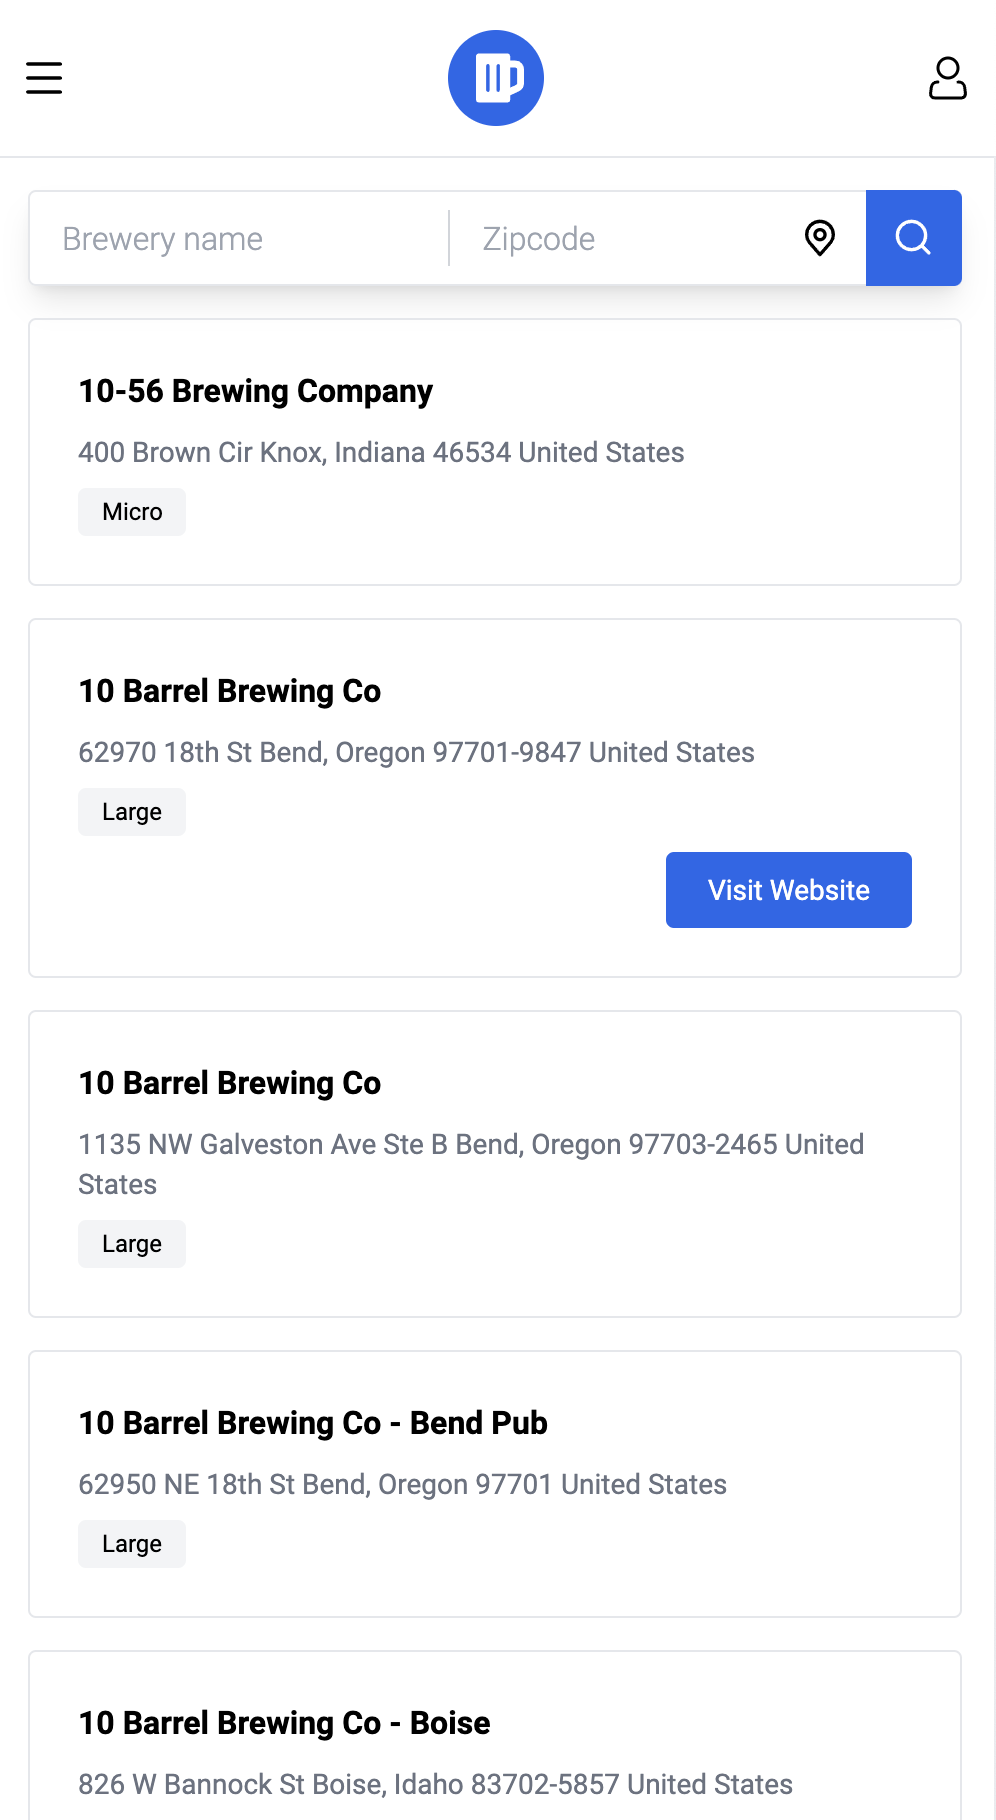 Brewery name
Zipcode
10-56 Brewing Company
400 Brown Cir Knox, Indiana 46534 United States
Micro
10 Barrel Brewing Co
62970 18th St Bend, Oregon 97701-9847 United States
Large
Visit Website
10 Barrel Brewing Co
1135 NW Galveston Ave Ste B Bend, Oregon 97703-2465 United
States
Large
10 Barrel Brewing Co - Bend Pub
62950 NE 18th St Bend, Oregon 97701 United States
Large
10 Barrel Brewing Co - Boise
826 W Bannock St Boise, Idaho 83702-5857 United States